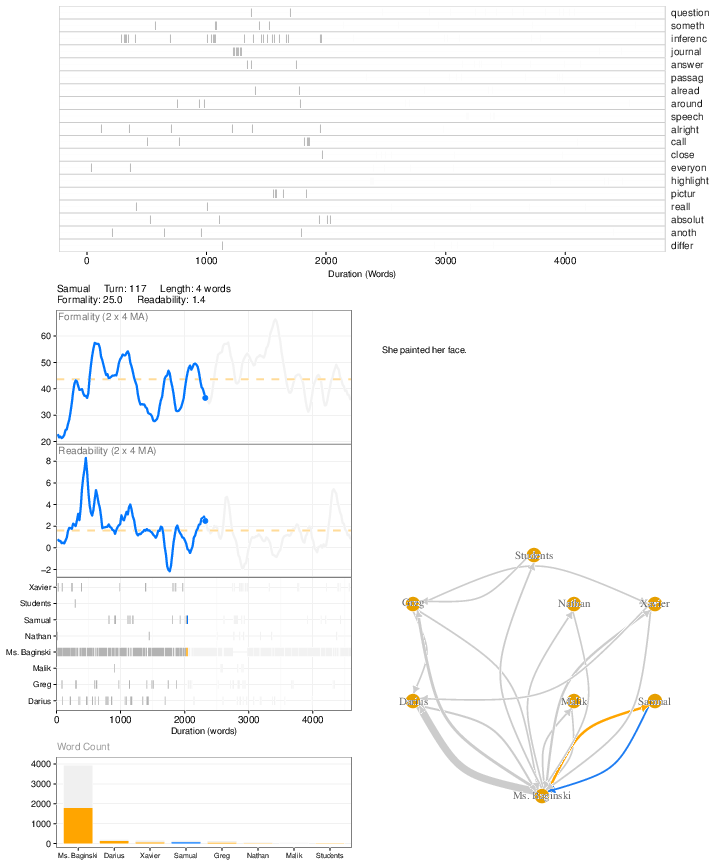 question
someth
inferenc
journal
answer
passag
alread
around
speech
alright
call
close
everyon
highlight
pictur
reall
absolut
anoth
differ
0 1000 2000 3000 4000
Duration (Words)
Samual Turn: 117 Length: 4 words
Formality: 25.0 Readability: 1.4
Formality (2 x 4 MA)
60
50
40
30
20
She painted her face.
Readability (2 x 4 MA)
8
6
4
2
0
−2
Xavier
Students
Samual
Nathan
Ms. Baginski
Malik
Greg
Darius
0 1000 2000 3000 4000
Duration (words)
Students
Greg Nathan Xavier
Darius Malik Samual
Ms. Baginski
Word Count
4000
3000
2000
1000
0
Ms. Baginski Darius Xavier Samual Greg Nathan Malik Students